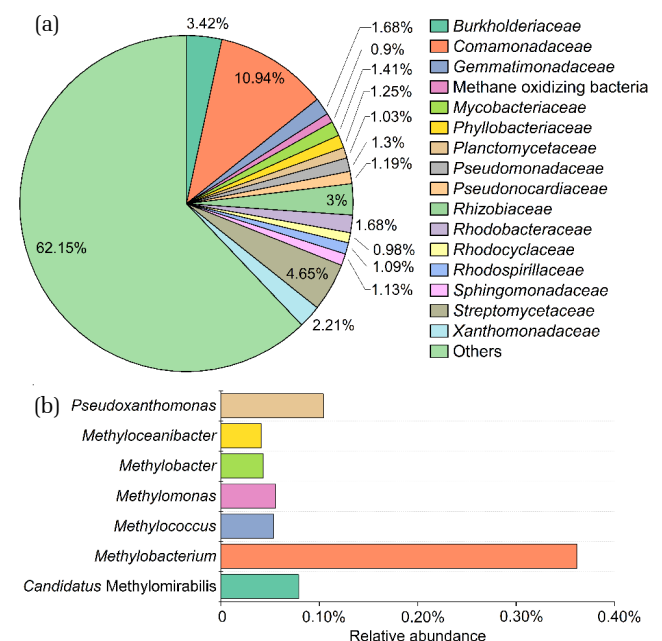 (a)
3.42%
10.94%
1.68%
0.9%
1.41%
1.25%
1.03%
1.3%
1.19%
3%
1.68%
0.98%
1.09%
1.13%
4.65%
2.21%
62.15%
Burkholderiaceae
Comamonadaceae
Gemmatimonadaceae
Methane oxidizing bacteria
Mycobacteriaceae
Phyllobacteriaceae
Planctomycetaceae
Pseudomonadaceae
Pseudonocardiaceae
Rhizobiaceae
Rhodobacteraceae
Rhodocyclaceae
Rhodospirillaceae
Sphingomonadaceae
Streptomycetaceae
Xanthomonadaceae
Others
(b)
Pseudoxanthomonas
Methyloceanibacter
Methylobacter
Methylomonas
Methylococcus
Methylobacterium
Candidatus Methylomirabilis
0 0.10% 0.20% 0.30% 0.40%
Relative abundance